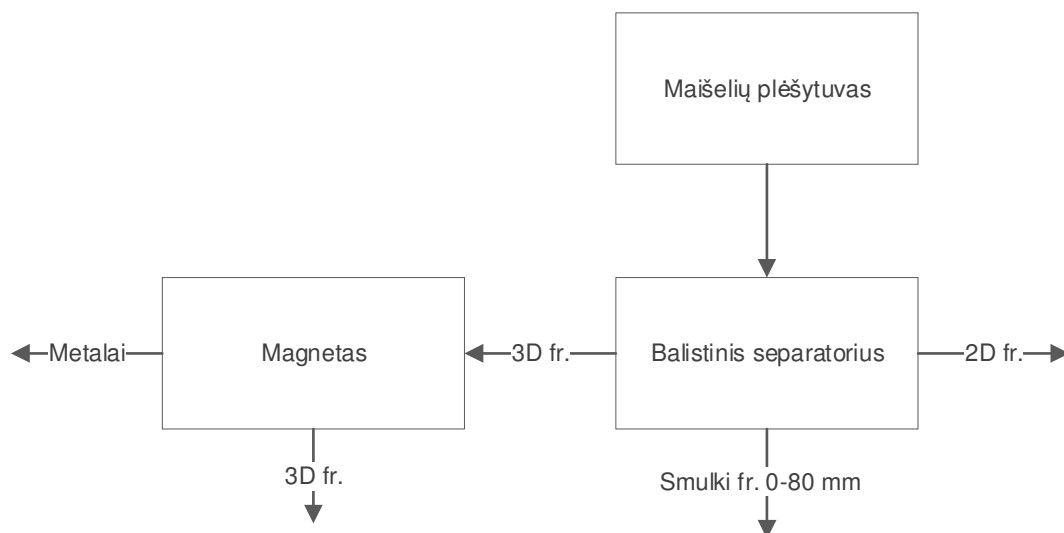 Maišelių plėšytuvas
Metalai
Magnetas
3D fr.
Balistinis separatorius
2D fr.
3D fr.
Smulki fr. 0-80 mm